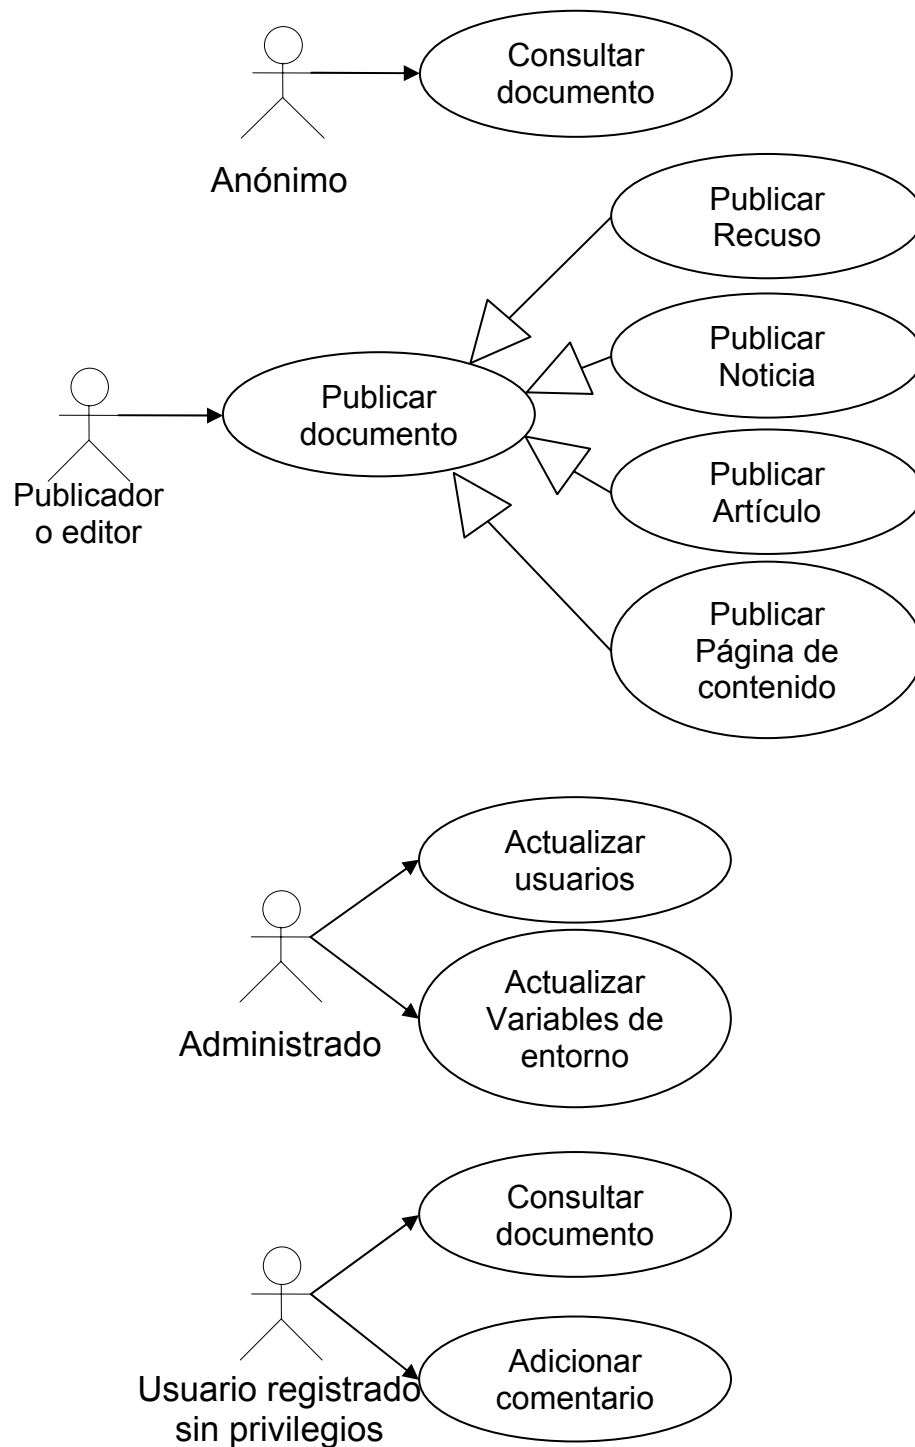 Consultar
documento
Anónimo
Publicar
Recuso
Publicar
Noticia
Publicar
documento
Publicar
Artículo
Publicador
o editor
Publicar
Página de
contenido
Actualizar
usuarios
Actualizar
Variables de
entorno
Administrado
Consultar
documento
Adicionar
comentario
Usuario registrado
sin privilegios